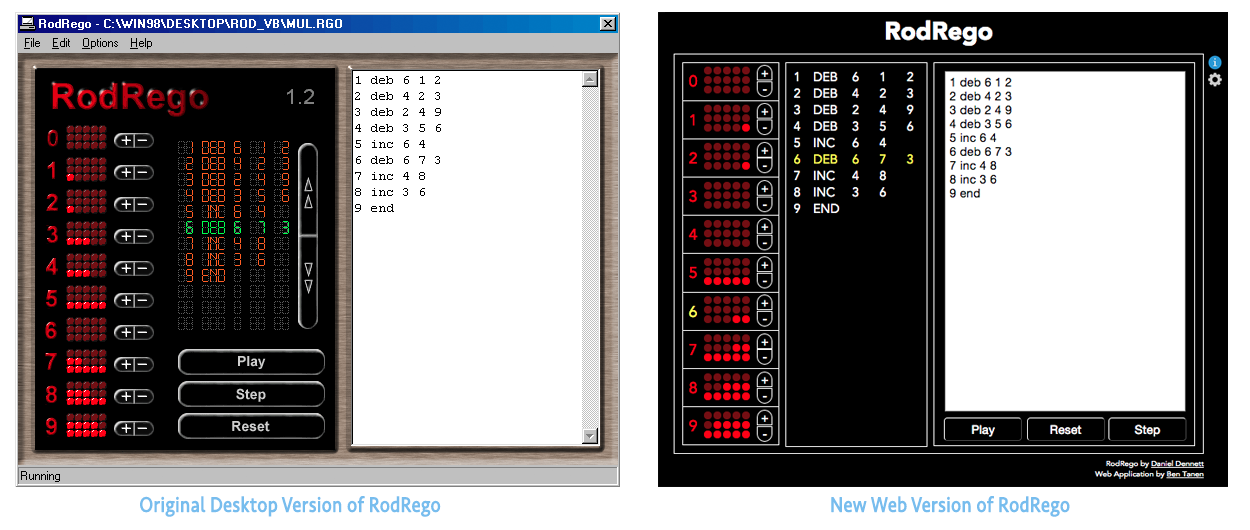 RodRego - C:\WIN98\DESKTOP\ROD_VB\MUL.RGO
File Edit Options Help
RodRego 1.2
0 + −
1 + −
2 + −
3 + −
4 + −
5 + −
6 + −
7 + −
8 + −
9 + −
1 DEB 6 1 2
2 DEB 4 2 3
3 DEB 2 4 9
4 DEB 3 5 6
5 INC 6 4
6 DEB 6 7 3
7 INC 4 8
8 INC 3 6
9 END
Play
Step
Reset
1 deb 6 1 2
2 deb 4 2 3
3 deb 2 4 9
4 deb 3 5 6
5 inc 6 4
6 deb 6 7 3
7 inc 4 8
8 inc 3 6
9 end
Running
Original Desktop Version of RodRego
RodRego
0 + -
1 + -
2 + -
3 + -
4 + -
5 + -
6 + -
7 + -
8 + -
9 + -
1 DEB 6 1 2
2 DEB 4 2 3
3 DEB 2 4 9
4 DEB 3 5 6
5 INC 6 4
6 DEB 6 7 3
7 INC 4 8
8 INC 3 6
9 END
1 deb 6 1 2
2 deb 4 2 3
3 deb 2 4 9
4 deb 3 5 6
5 inc 6 4
6 deb 6 7 3
7 inc 4 8
8 inc 3 6
9 end
Play Reset Step
i
RodRego by Daniel Dennett
Web Application by Ben Tanen
New Web Version of RodRego